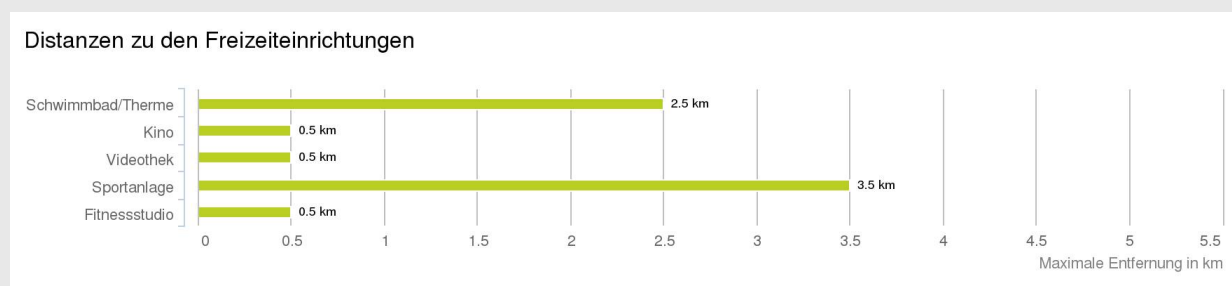 Distanzen zu den Freizeiteinrichtungen
Schwimmbad/Therme 2.5 km
Kino 0.5 km
Videothek 0.5 km
Sportanlage 3.5 km
Fitnessstudio 0.5 km
0 0.5 1 1.5 2 2.5 3 3.5 4 4.5 5 5.5
Maximale Entfernung in km